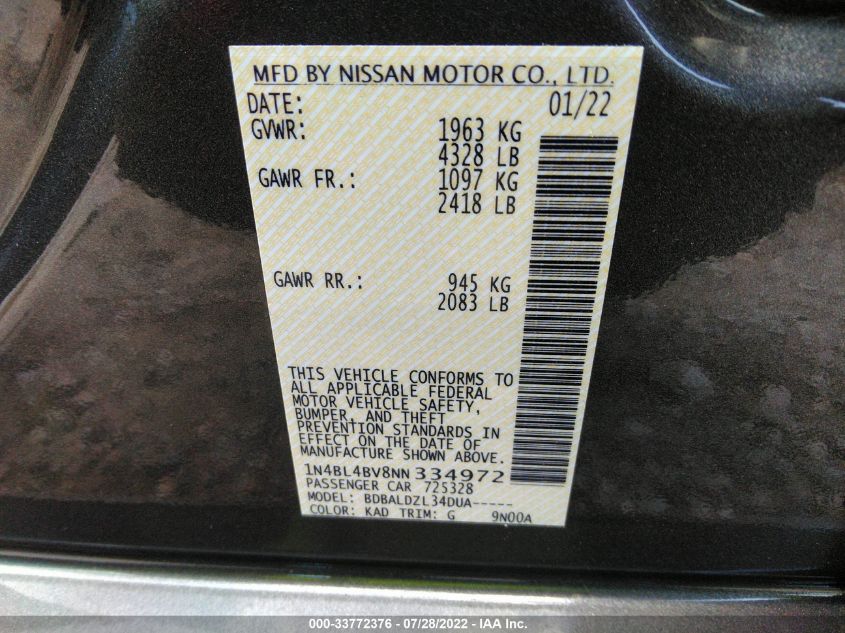 MFD BY NISSAN MOTOR CO., LTD.
DATE: 01/22
GVWR: 1963 KG
4328 LB
GAWR FR.: 1097 KG
2418 LB
GAWR RR.: 945 KG
2083 LB
THIS VEHICLE CONFORMS TO
ALL APPLICABLE FEDERAL
MOTOR VEHICLE SAFETY,
BUMPER, AND THEFT
PREVENTION STANDARDS IN
EFFECT ON THE DATE OF
MANUFACTURE SHOWN ABOVE.
1N4BL4BV8NN334972
PASSENGER CAR 725328
MODEL: BDBALDZL34DUA-----
COLOR: KAD TRIM: G 9N00A
000-33772376 - 07/28/2022 - IAA Inc.